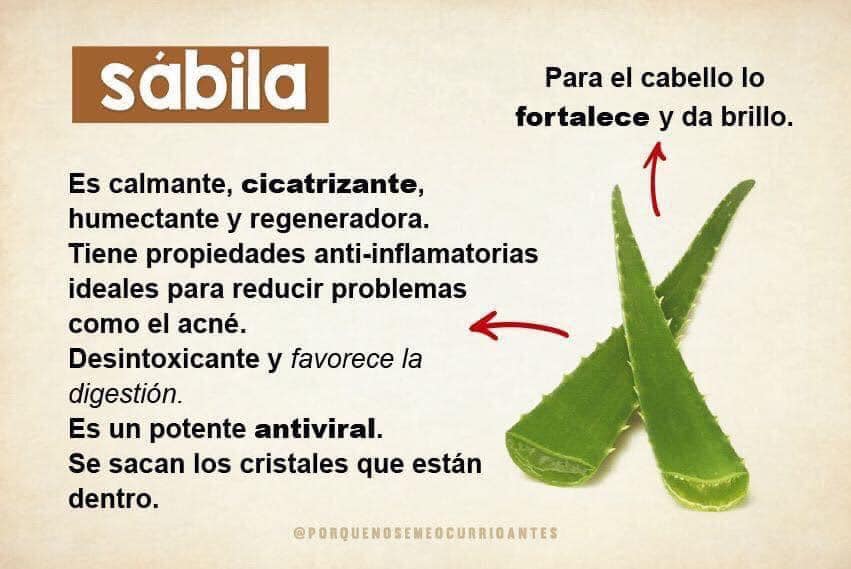 sábila
Para el cabello lo
fortalece y da brillo.
Es calmante, cicatrizante,
humectante y regeneradora.
Tiene propiedades anti-inflamatorias
ideales para reducir problemas
como el acné.
Desintoxicante y favorece la
digestión.
Es un potente antiviral.
Se sacan los cristales que están
dentro.
@PORQUENOSEMEOCURRIOANTES